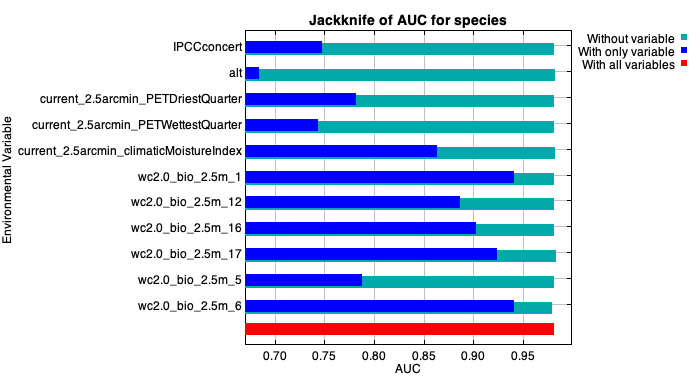 Jackknife of AUC for species
Without variable
With only variable
With all variables
Environmental Variable
IPCCconcert
alt
current_2.5arcmin_PETDriestQuarter
current_2.5arcmin_PETWettestQuarter
current_2.5arcmin_climaticMoistureIndex
wc2.0_bio_2.5m_1
wc2.0_bio_2.5m_12
wc2.0_bio_2.5m_16
wc2.0_bio_2.5m_17
wc2.0_bio_2.5m_5
wc2.0_bio_2.5m_6
0.70 0.75 0.80 0.85 0.90 0.95
AUC